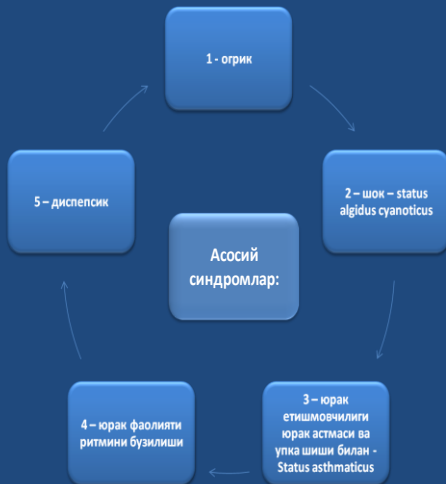 1 - огрик
2 – шок – status
algidus cyanoticus
3 – юрак
етишмовчилиги
юрак астмаси ва
упка шиши билан -
Status asthmaticus
4 – юрак фаолияти
ритмини бузилиши
5 – диспепсик
Асосий
синдромлар: